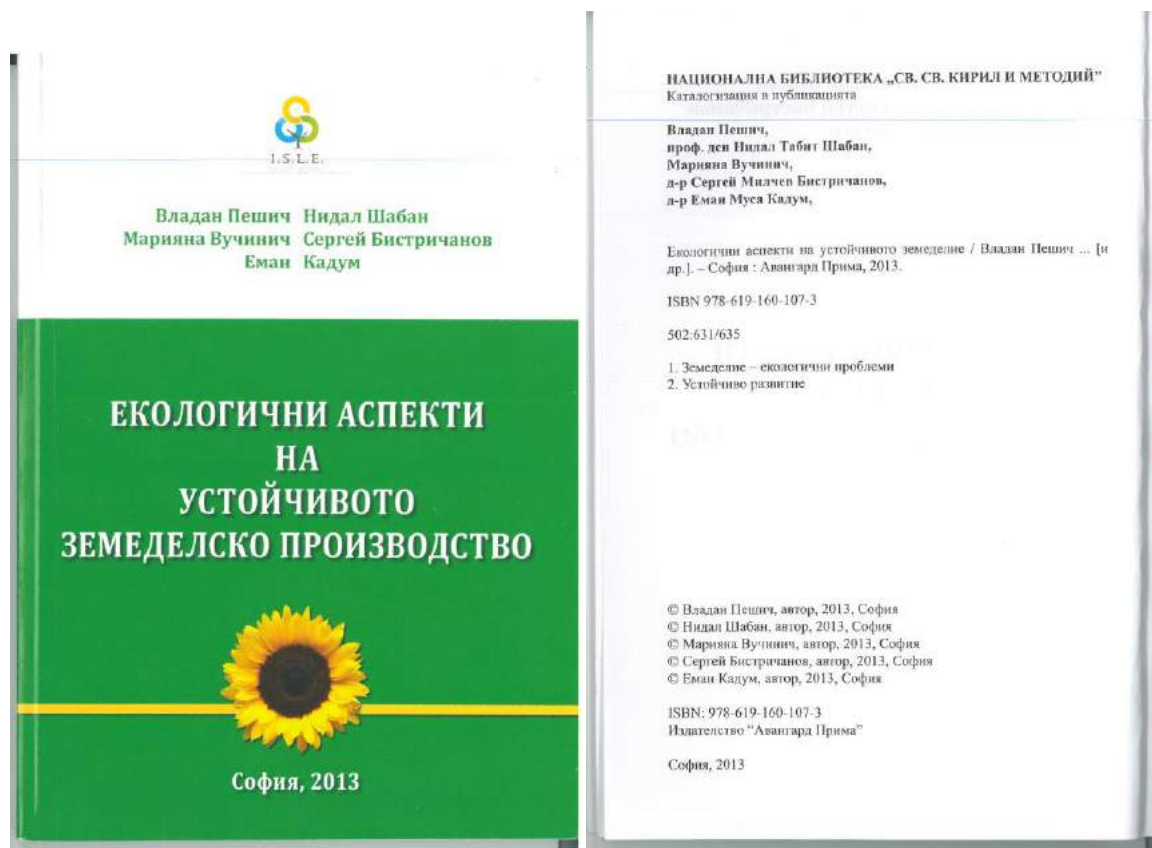 I.S.L.E.
Владан Пешич Нидал Шабан
Марияна Вучинич Сергей Бистричанов
Еман Кадум
ЕКОЛОГИЧНИ АСПЕКТИ
НА
УСТОЙЧИВОТО
ЗЕМЕДЕЛСКО ПРОИЗВОДСТВО
София, 2013
НАЦИОНАЛНА БИБЛИОТЕКА „СВ. СВ. КИРИЛ И МЕТОДИЙ”
Каталогизация в публикацията
Владан Пешич,
проф. дсн Нидал Табит Шабан,
Марияна Вучинич,
д-р Сергей Милчев Бистричанов,
д-р Еман Муса Кадум,
Екологични аспекти на устойчивото земеделие / Владан Пешич ... [и
др.]. – София : Авангард Прима, 2013.
ISBN 978-619-160-107-3
502:631/635
1. Земеделие – екологични проблеми
2. Устойчиво развитие
© Владан Пешич, автор, 2013, София
© Нидал Шабан, автор, 2013, София
© Марияна Вучинич, автор, 2013, София
© Сергей Бистричанов, автор, 2013, София
© Еман Кадум, автор, 2013, София
ISBN: 978-619-160-107-3
Издателство “Авангард Прима”
София, 2013